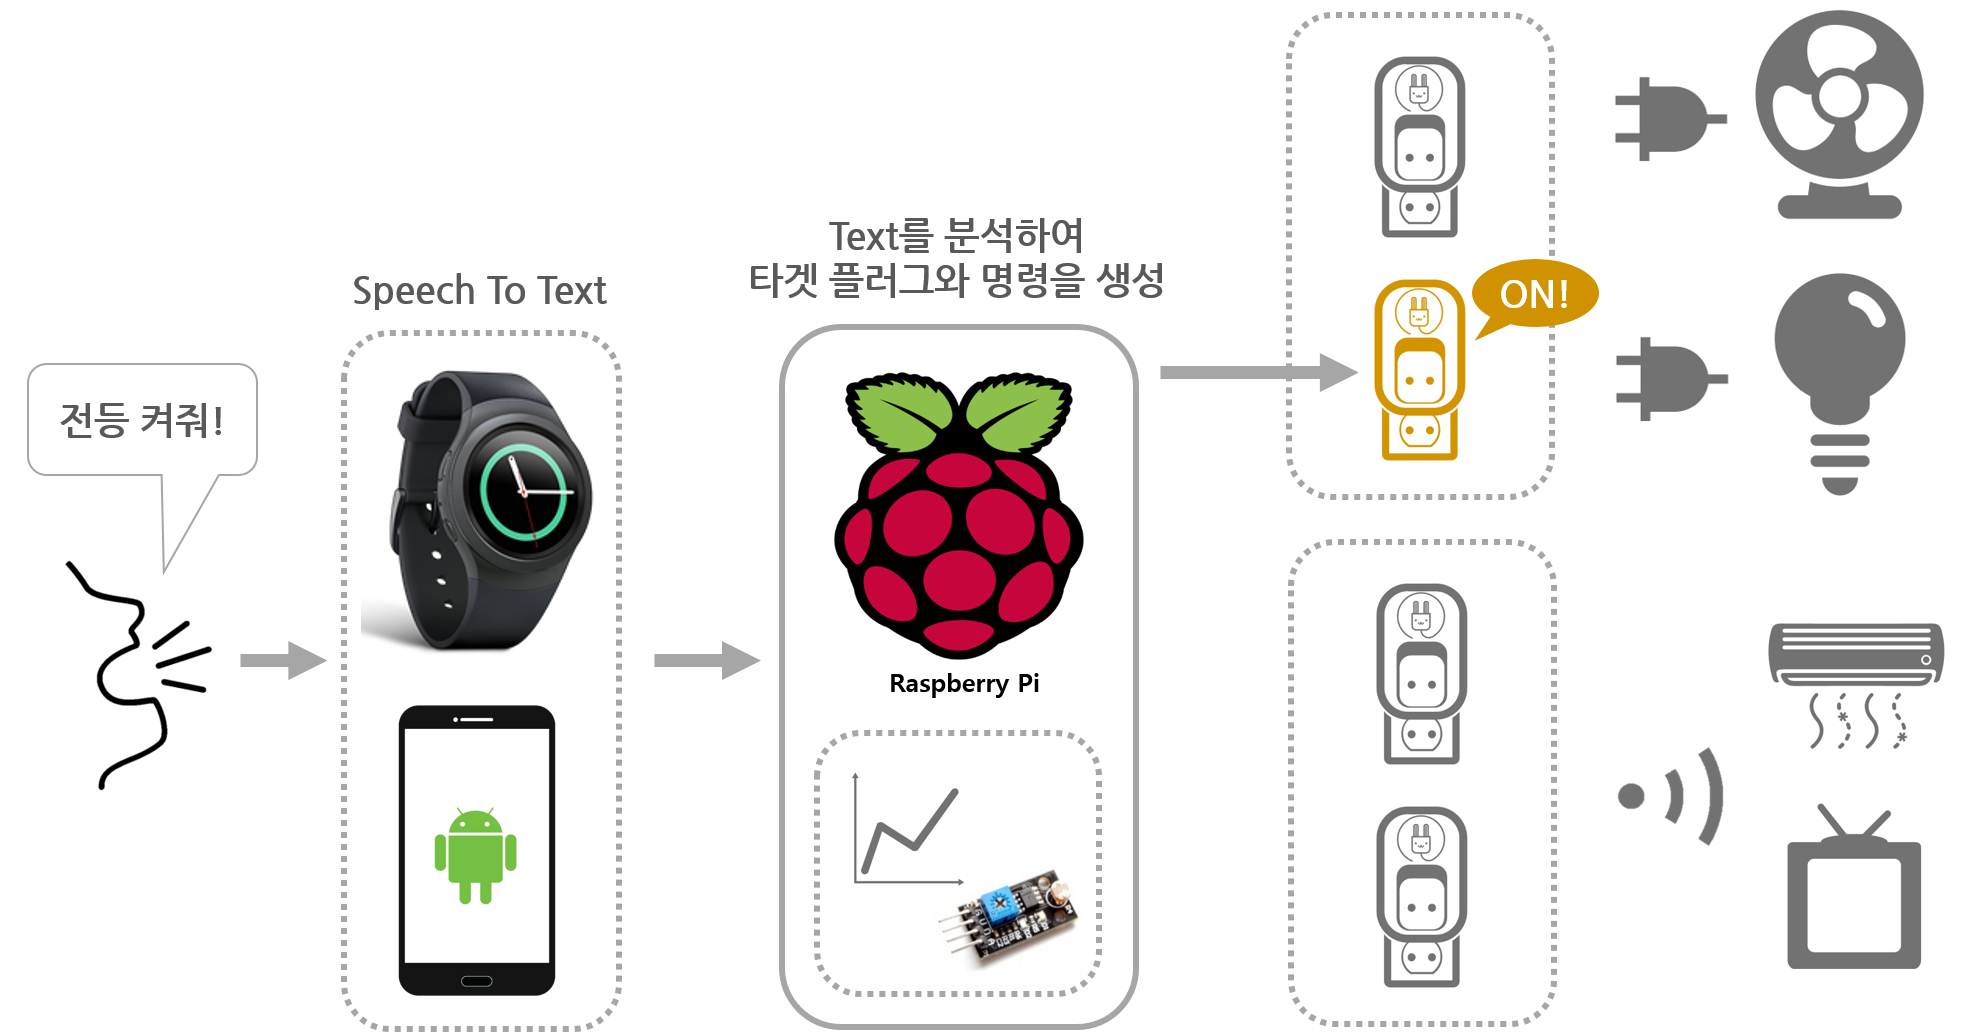 전등 켜줘!
Speech To Text
Text를 분석하여
타겟 플러그와 명령을 생성
Raspberry Pi
ON!